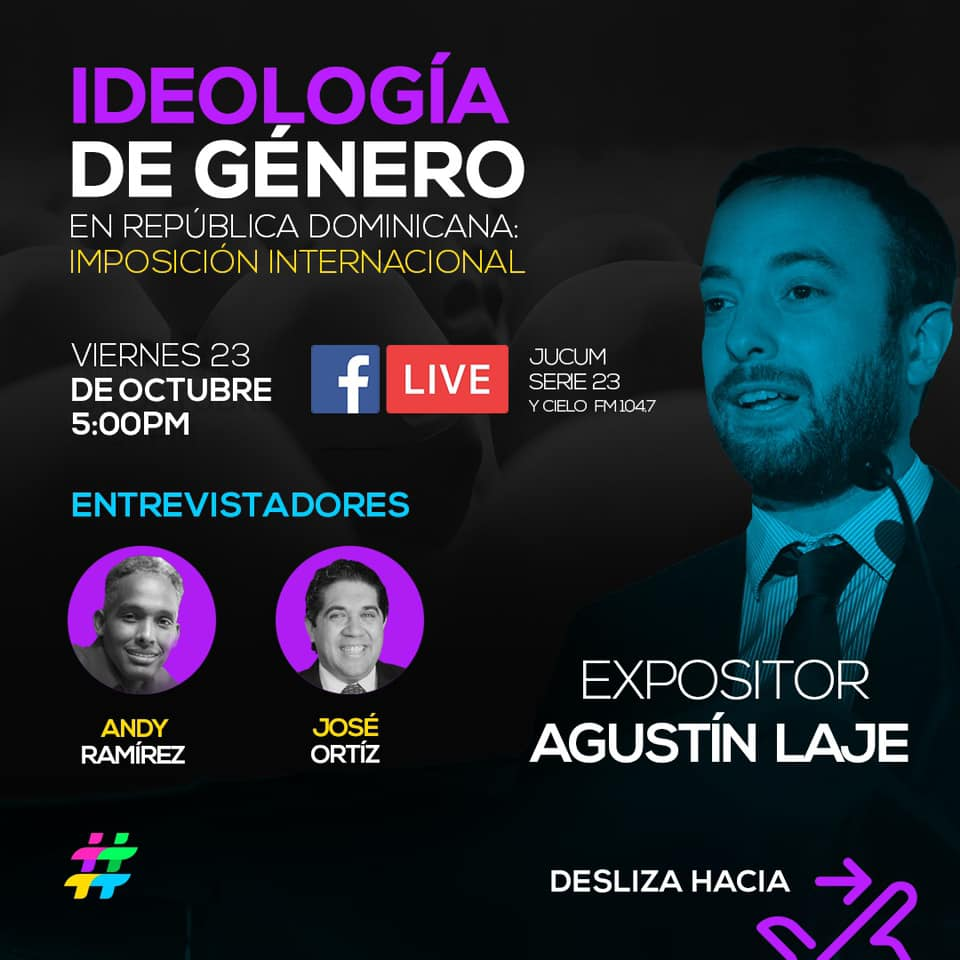 IDEOLOGÍA
DE GÉNERO
EN REPÚBLICA DOMINICANA:
IMPOSICIÓN INTERNACIONAL
VIERNES 23
DE OCTUBRE
5:00PM
f LIVE
JUCUM
SERIE 23
Y CIELO FM 104,7
ENTREVISTADORES
ANDY
RAMÍREZ
JOSÉ
ORTÍZ
EXPOSITOR
AGUSTÍN LAJE
DESLIZA HACIA